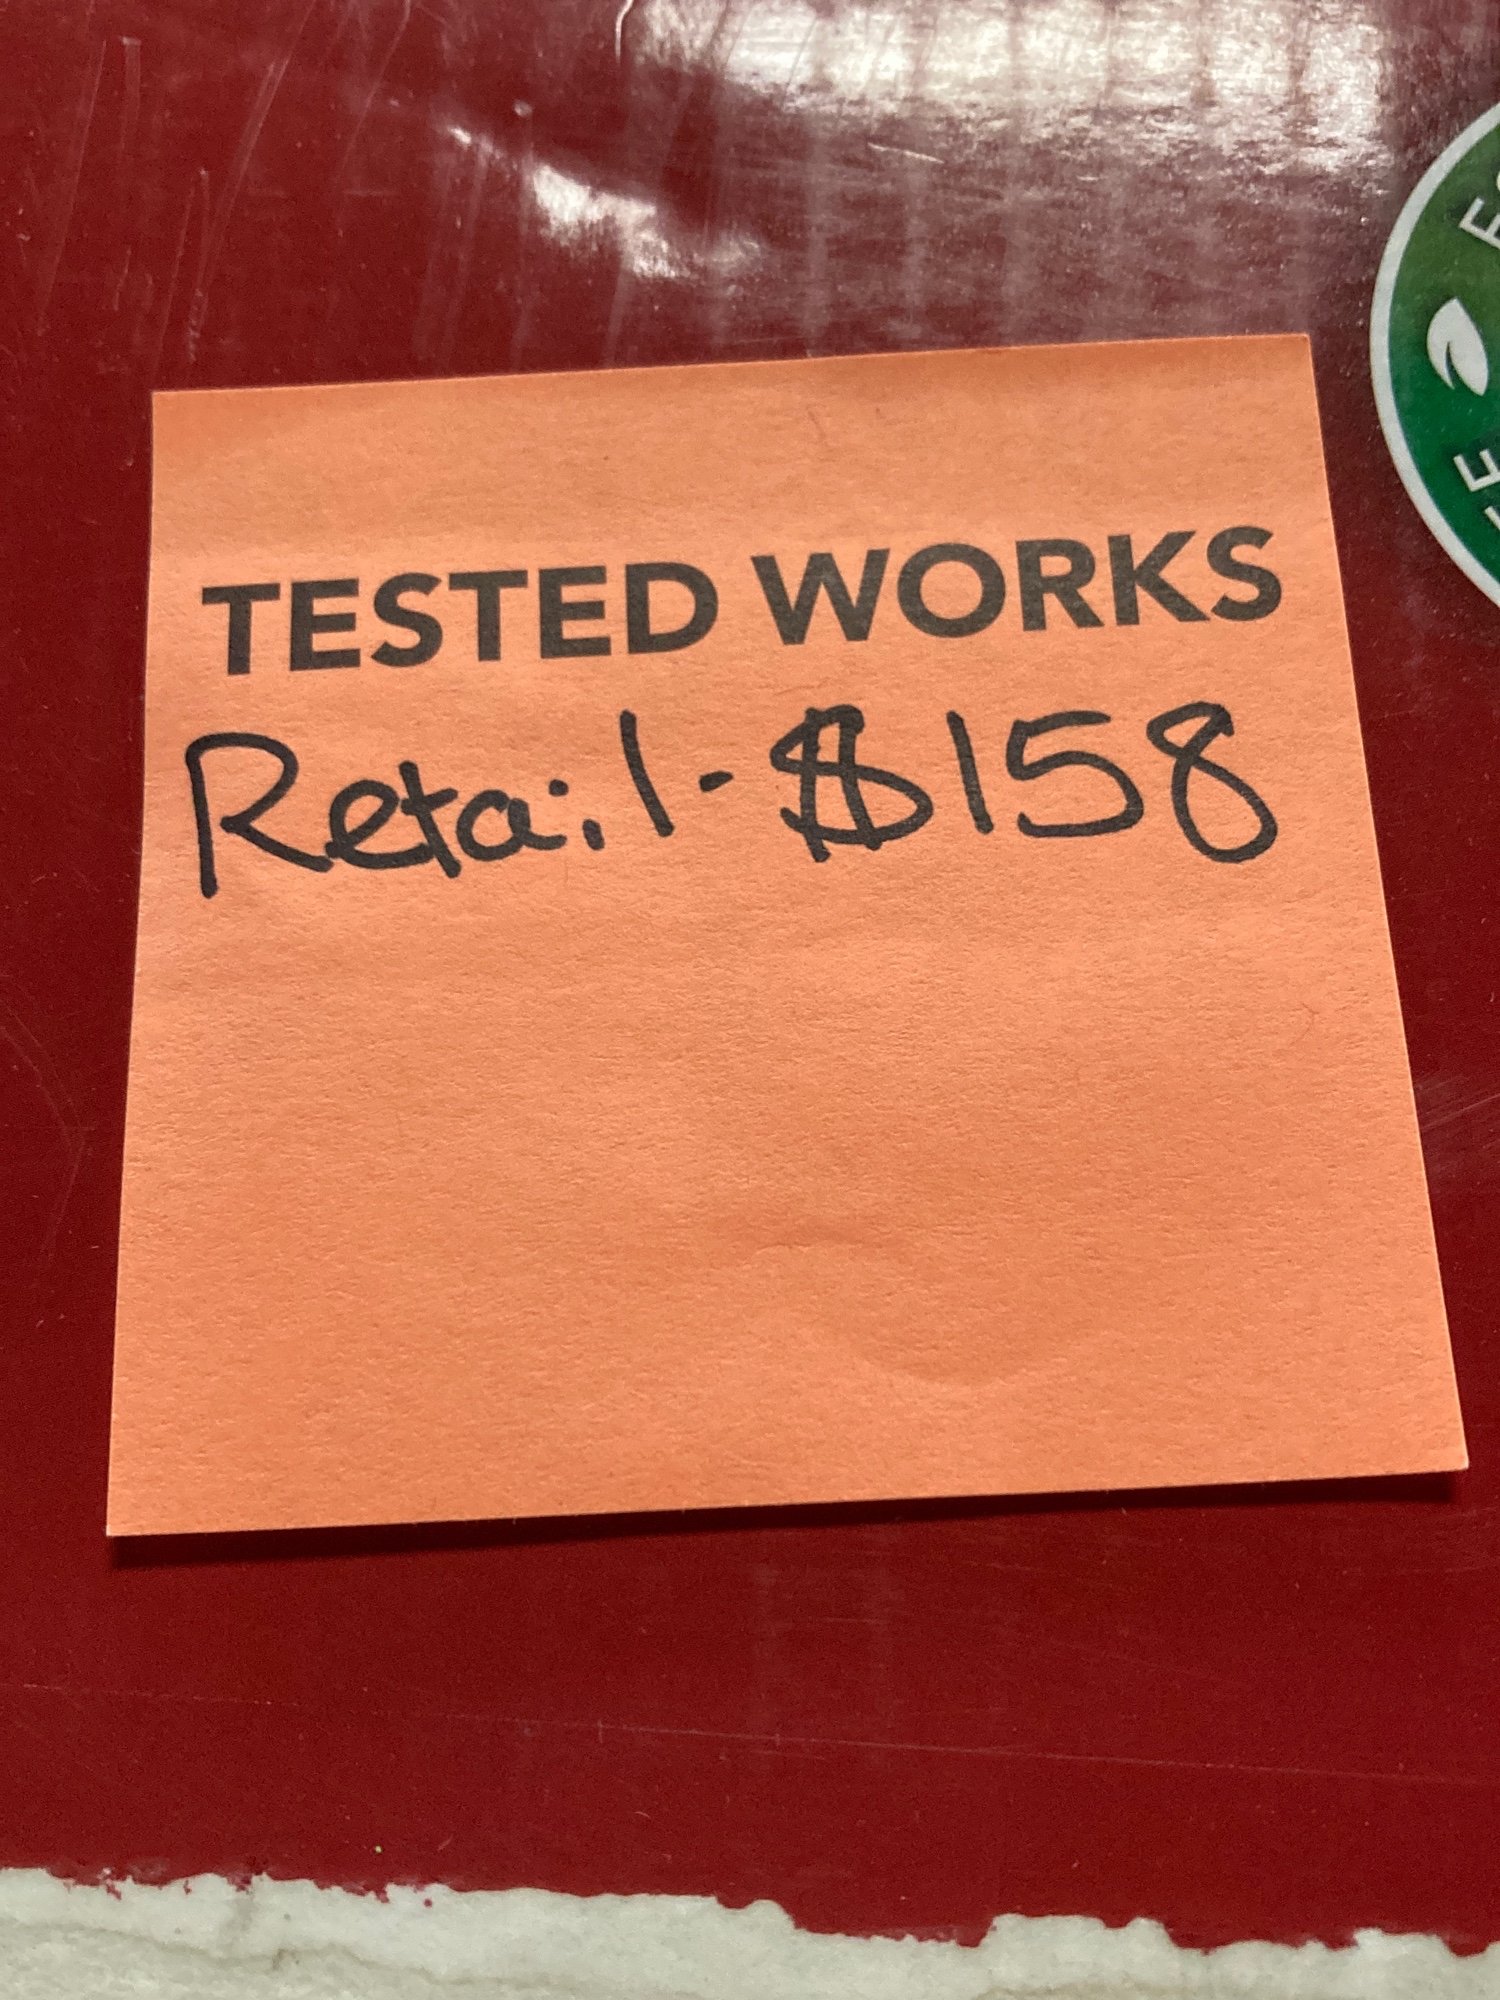 TESTED WORKS
Retail - $158